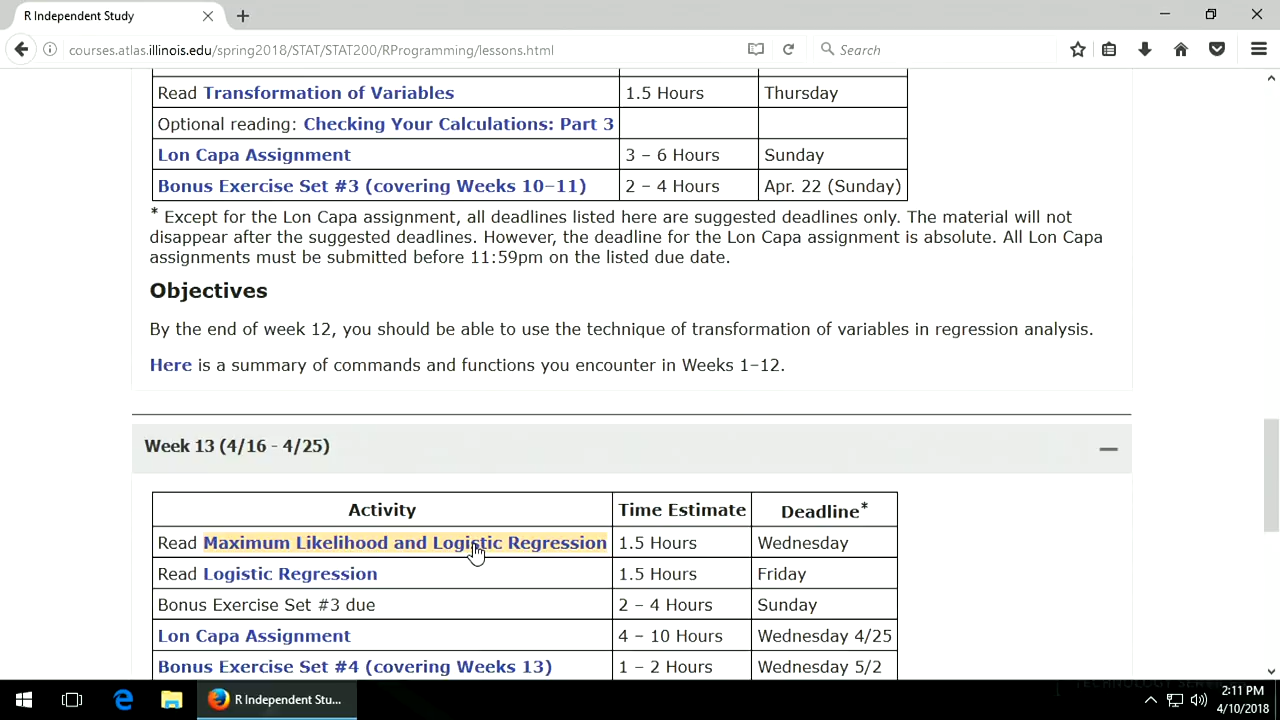 R Independent Study
courses.atlas.illinois.edu/spring2018/STAT/STAT200/RProgramming/lessons.html
Search
Read Transformation of Variables 1.5 Hours Thursday
Optional reading: Checking Your Calculations: Part 3
Lon Capa Assignment 3 – 6 Hours Sunday
Bonus Exercise Set #3 (covering Weeks 10–11) 2 – 4 Hours Apr. 22 (Sunday)
* Except for the Lon Capa assignment, all deadlines listed here are suggested deadlines only. The material will not
disappear after the suggested deadlines. However, the deadline for the Lon Capa assignment is absolute. All Lon Capa
assignments must be submitted before 11:59pm on the listed due date.
Objectives
By the end of week 12, you should be able to use the technique of transformation of variables in regression analysis.
Here is a summary of commands and functions you encounter in Weeks 1–12.
Week 13 (4/16 - 4/25)
Activity Time Estimate Deadline*
Read Maximum Likelihood and Logistic Regression 1.5 Hours Wednesday
Read Logistic Regression 1.5 Hours Friday
Bonus Exercise Set #3 due 2 – 4 Hours Sunday
Lon Capa Assignment 4 – 10 Hours Wednesday 4/25
Bonus Exercise Set #4 (covering Weeks 13) 1 – 2 Hours Wednesday 5/2
R Independent Stu...
2:11 PM
4/10/2018